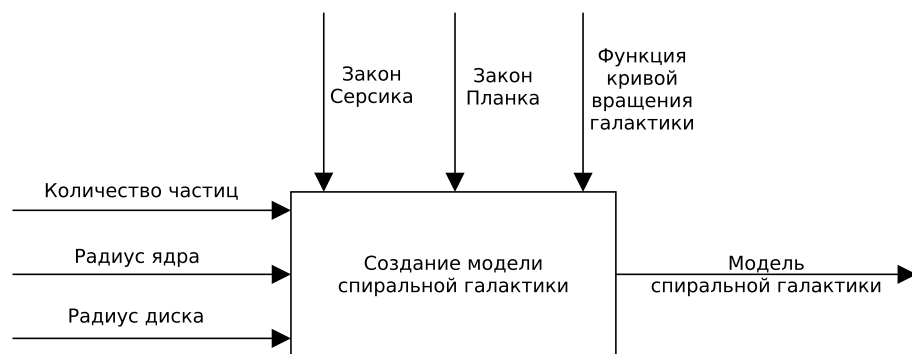 Закон
Серсика
Закон
Планка
Функция
кривой
вращения
галактики
Количество частиц
Радиус ядра
Радиус диска
Создание модели
спиральной галактики
Модель
спиральной галактики